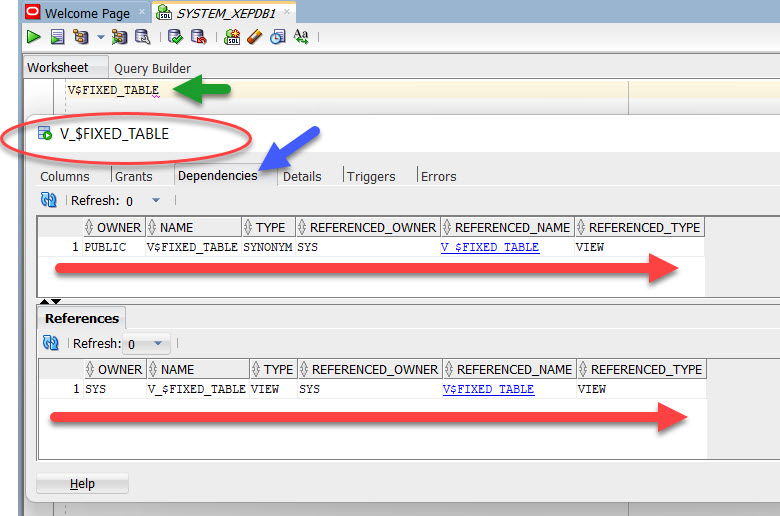 Welcome Page SYSTEM_XEPDB1
SQL Aa
Worksheet Query Builder
V$FIXED_TABLE
V_$FIXED_TABLE
Columns Grants Dependencies Details Triggers Errors
Refresh: 0
OWNER NAME TYPE REFERENCED_OWNER REFERENCED_NAME REFERENCED_TYPE
1 PUBLIC V$FIXED_TABLE SYNONYM SYS V_$FIXED_TABLE VIEW
References
Refresh: 0
OWNER NAME TYPE REFERENCED_OWNER REFERENCED_NAME REFERENCED_TYPE
1 SYS V_$FIXED_TABLE VIEW SYS V$FIXED_TABLE VIEW
Help